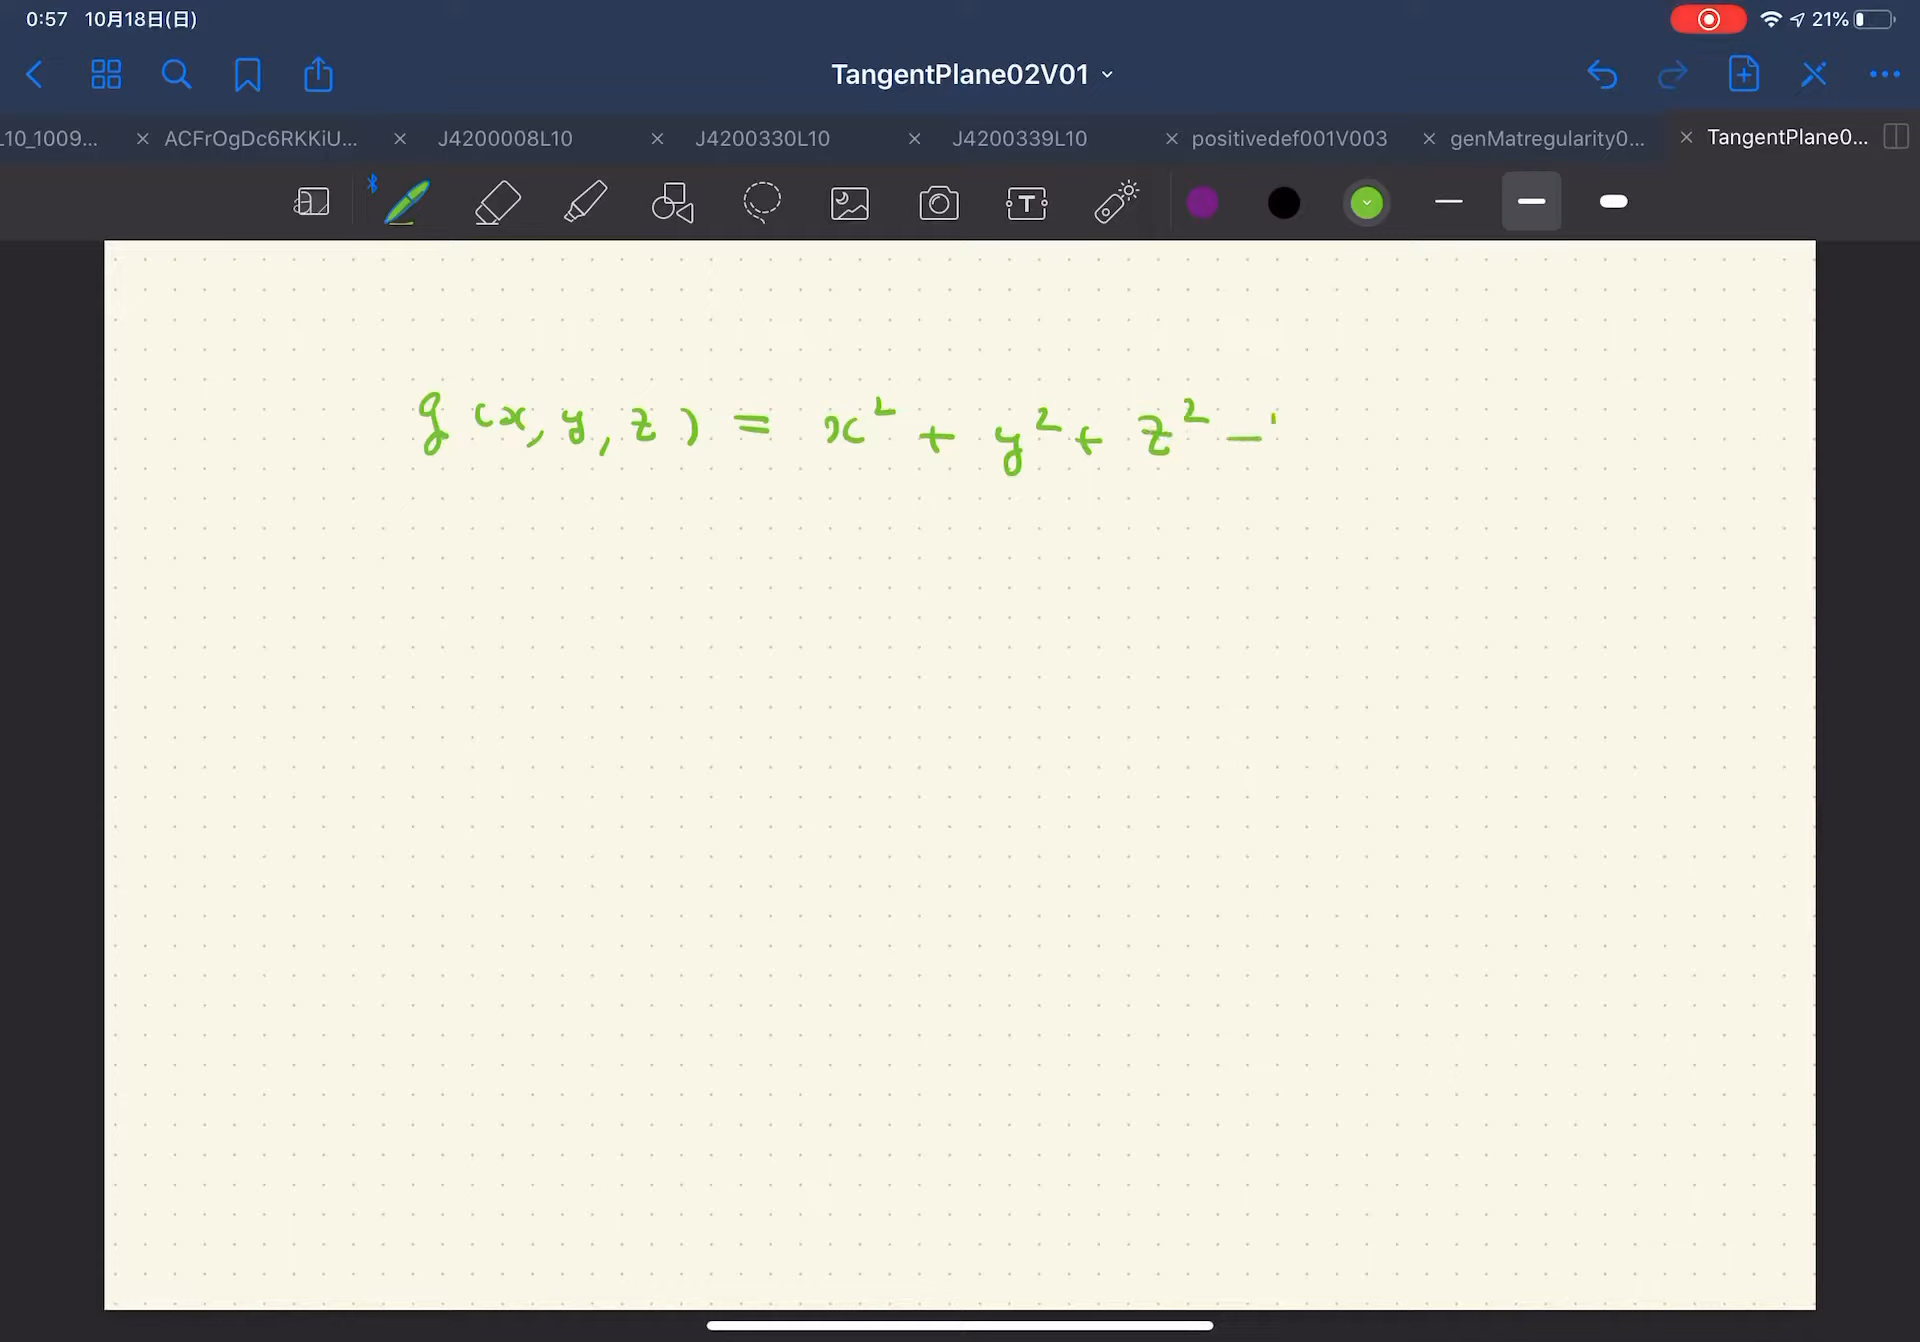 0:57 10月18日(日) 21%
TangentPlane02V01
L10_1009... ACFrOgDc6RKKiU... J4200008L10 J4200330L10 J4200339L10 positivedef001V003 genMatregularity0... TangentPlane0...
T
g(x, y, z) = x² + y² + z² -